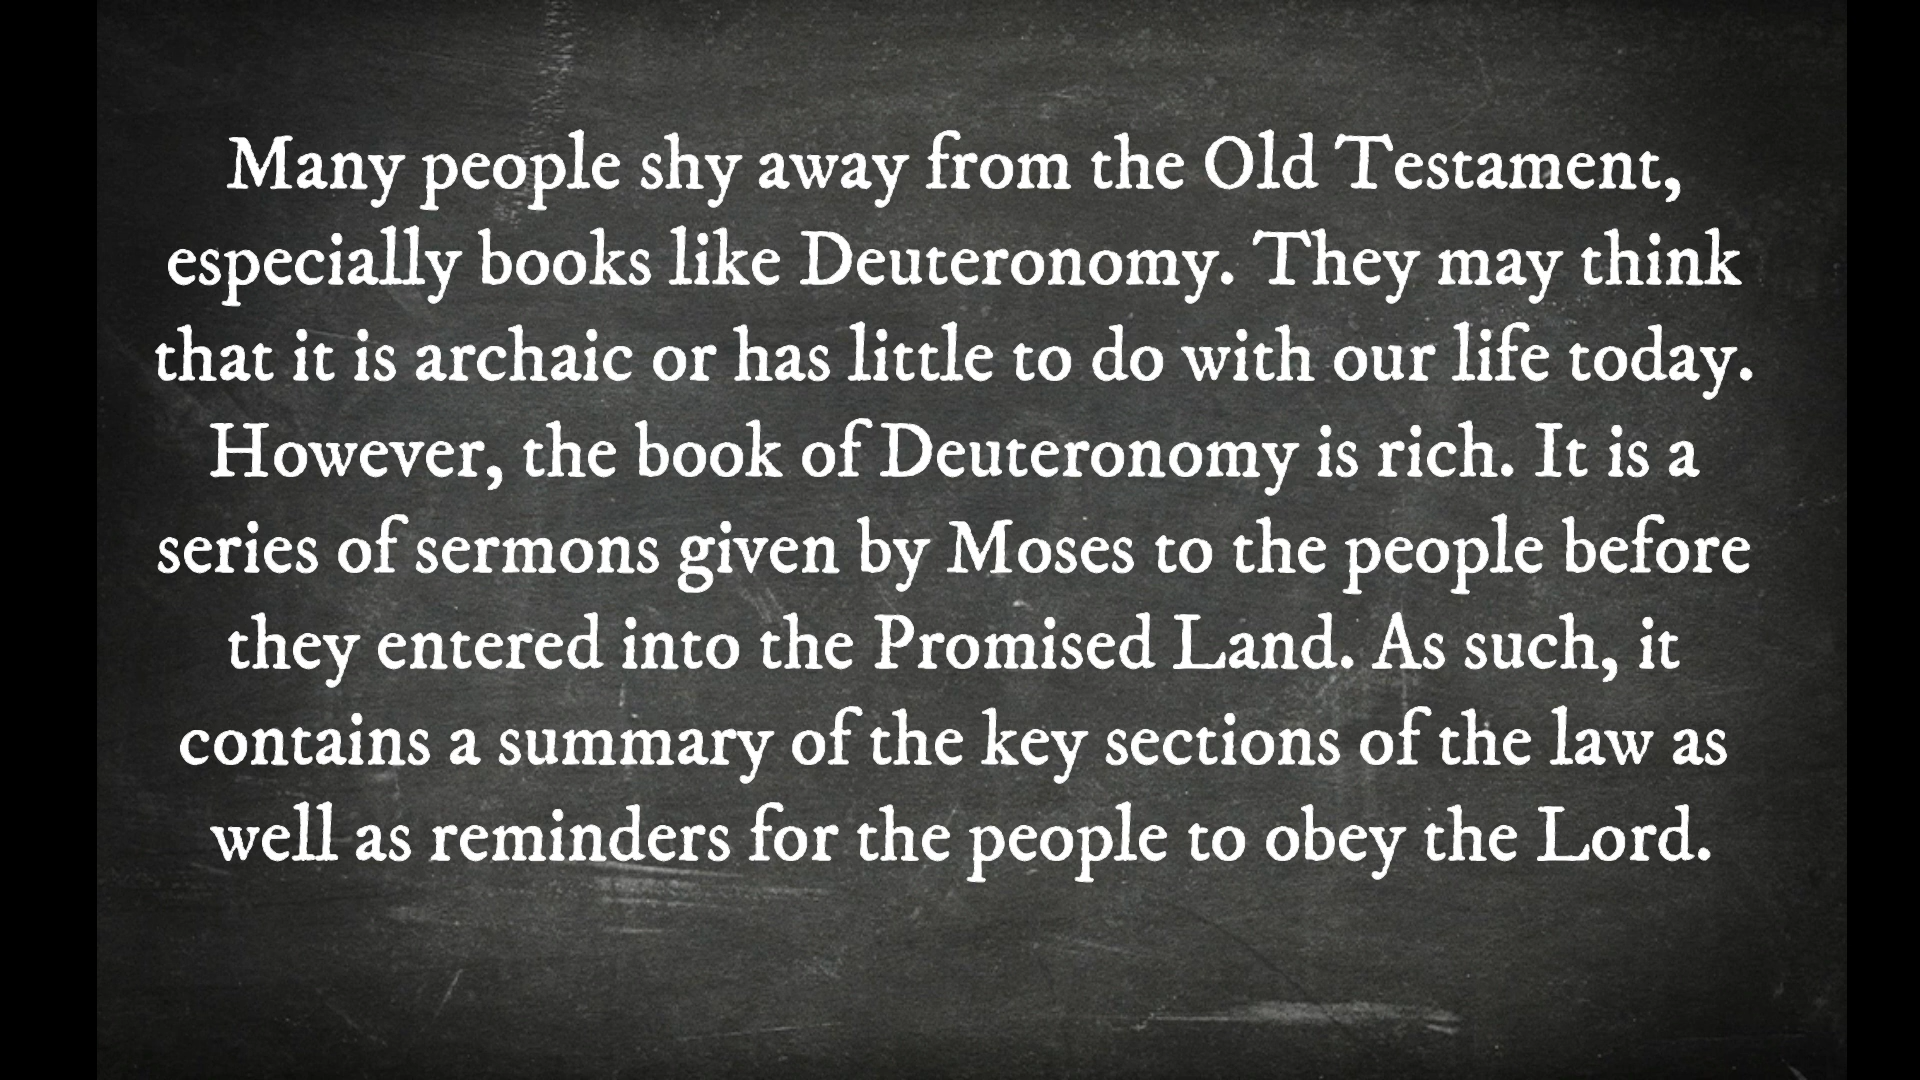 Many people shy away from the Old Testament,
especially books like Deuteronomy. They may think
that it is archaic or has little to do with our life today.
However, the book of Deuteronomy is rich. It is a
series of sermons given by Moses to the people before
they entered into the Promised Land. As such, it
contains a summary of the key sections of the law as
well as reminders for the people to obey the Lord.